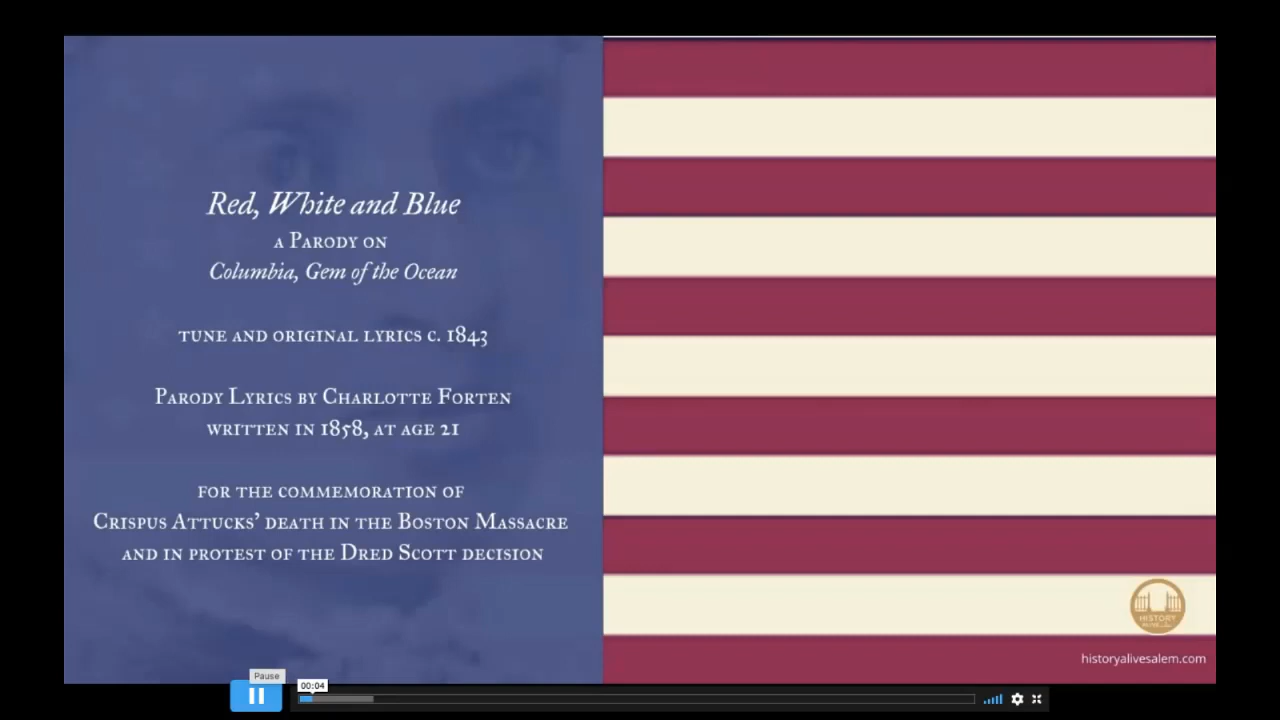 Red, White and Blue
a Parody on
Columbia, Gem of the Ocean
tune and original lyrics c. 1843
Parody Lyrics by Charlotte Forten
written in 1858, at age 21
for the commemoration of
Crispus Attucks’ death in the Boston Massacre
and in protest of the Dred Scott decision
HISTORY
historyalivesalem.com
Pause
00:04